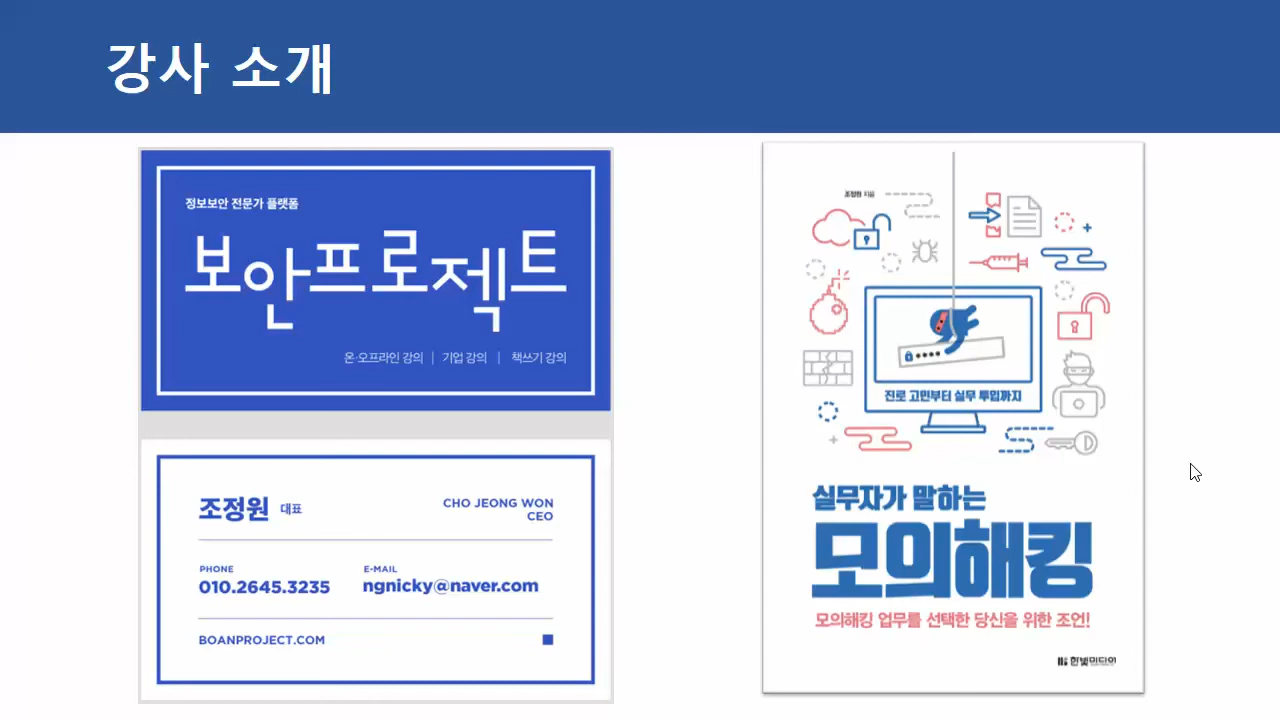 강사 소개
정보보안 전문가 플랫폼
보안프로젝트
온·오프라인 강의 | 기업 강의 | 책쓰기 강의
조정원 대표
CHO JEONG WON
CEO
PHONE
010.2645.3235
E-MAIL
ngnicky@naver.com
BOANPROJECT.COM
조정원 지음
진로 고민부터 실무 투입까지
실무자가 말하는
모의해킹
모의해킹 업무를 선택한 당신을 위한 조언!
한빛미디어